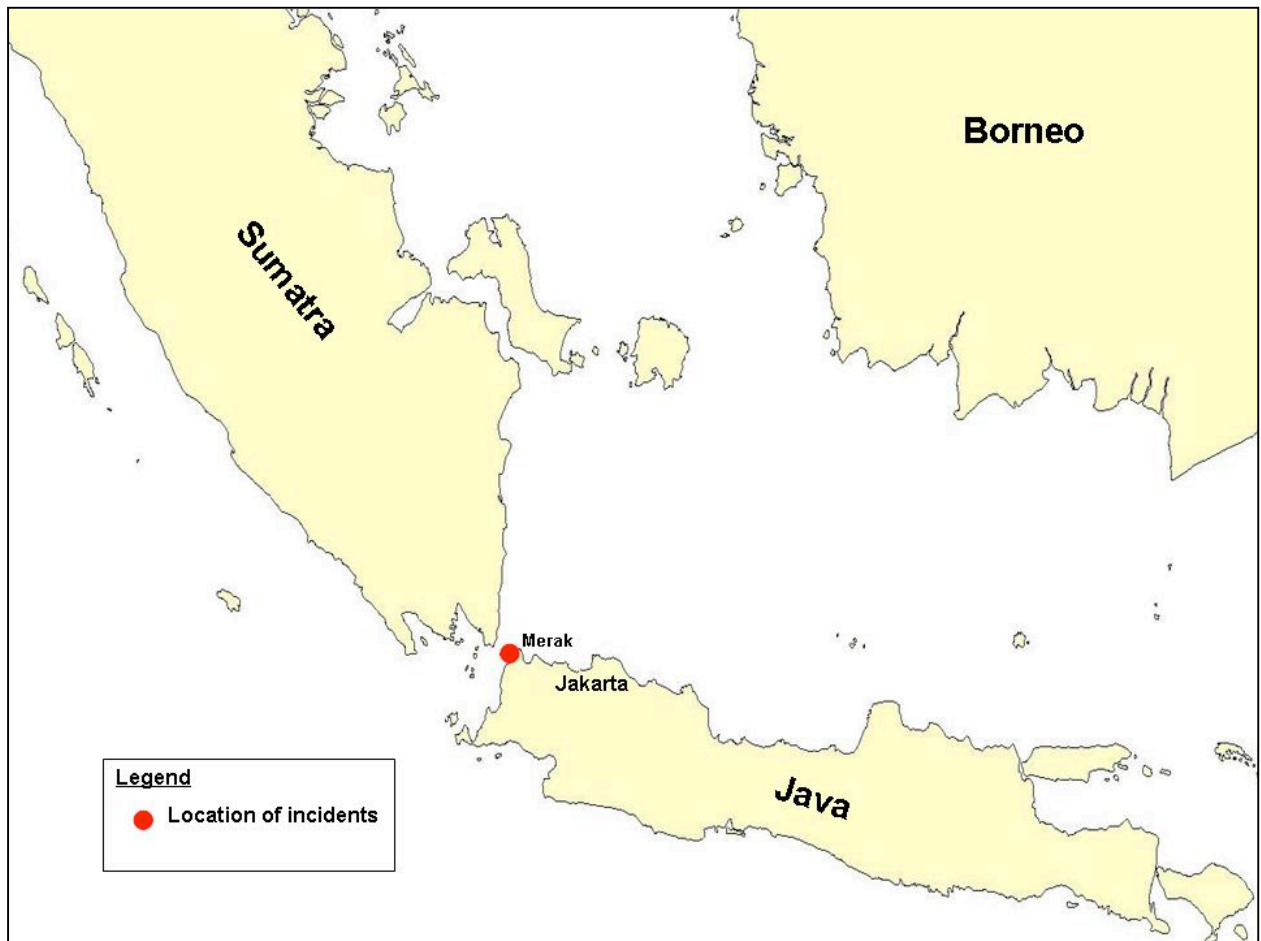 Borneo
Sumatra
Merak
Jakarta
Java
Legend
Location of incidents